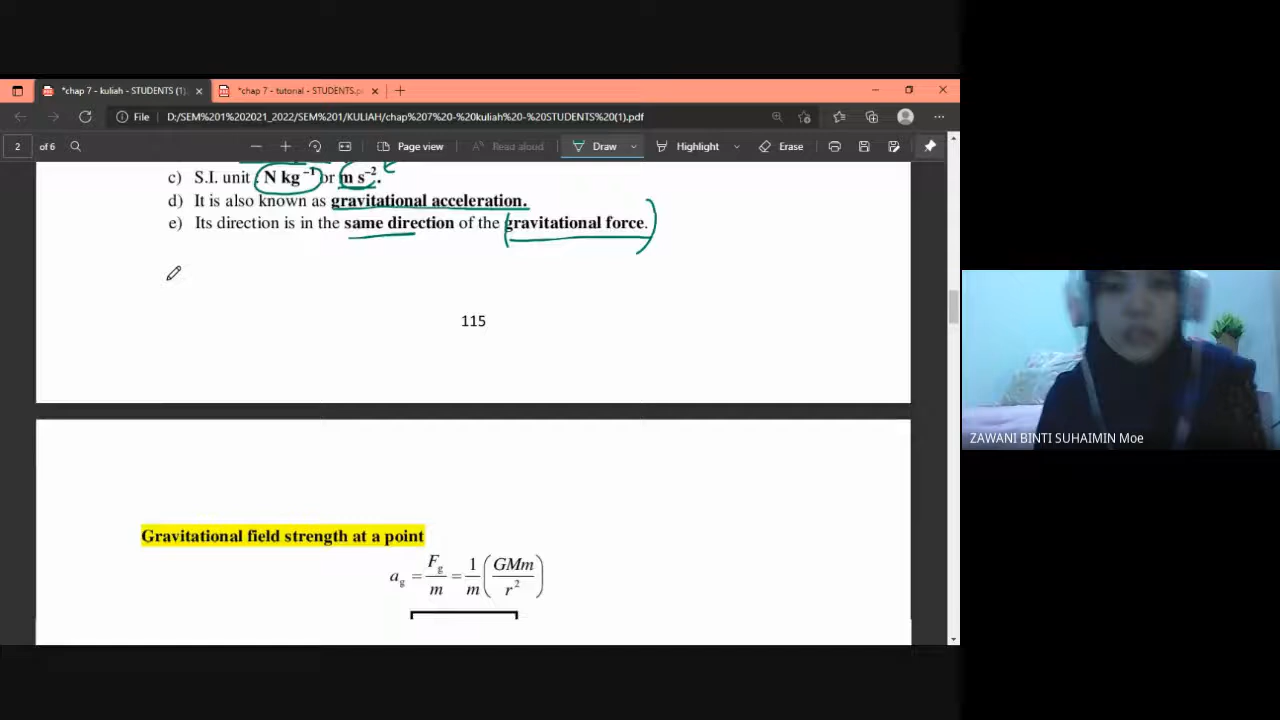 *chap 7 - kuliah - STUDENTS (1).
*chap 7 - tutorial - STUDENTS.p
File
D:/SEM%201%202021_2022/SEM%201/KULIAH/chap%207%20-%20kuliah%20-%20STUDENTS%20(1).pdf
2 of 6
Page view
Read aloud
Draw
Highlight
Erase
c) S.I. unit : N kg⁻¹ or m s⁻².
d) It is also known as gravitational acceleration.
e) Its direction is in the same direction of the gravitational force.
115
Gravitational field strength at a point
a_g = F_g/m = 1/m (GMm/r²)
ZAWANI BINTI SUHAIMIN Moe